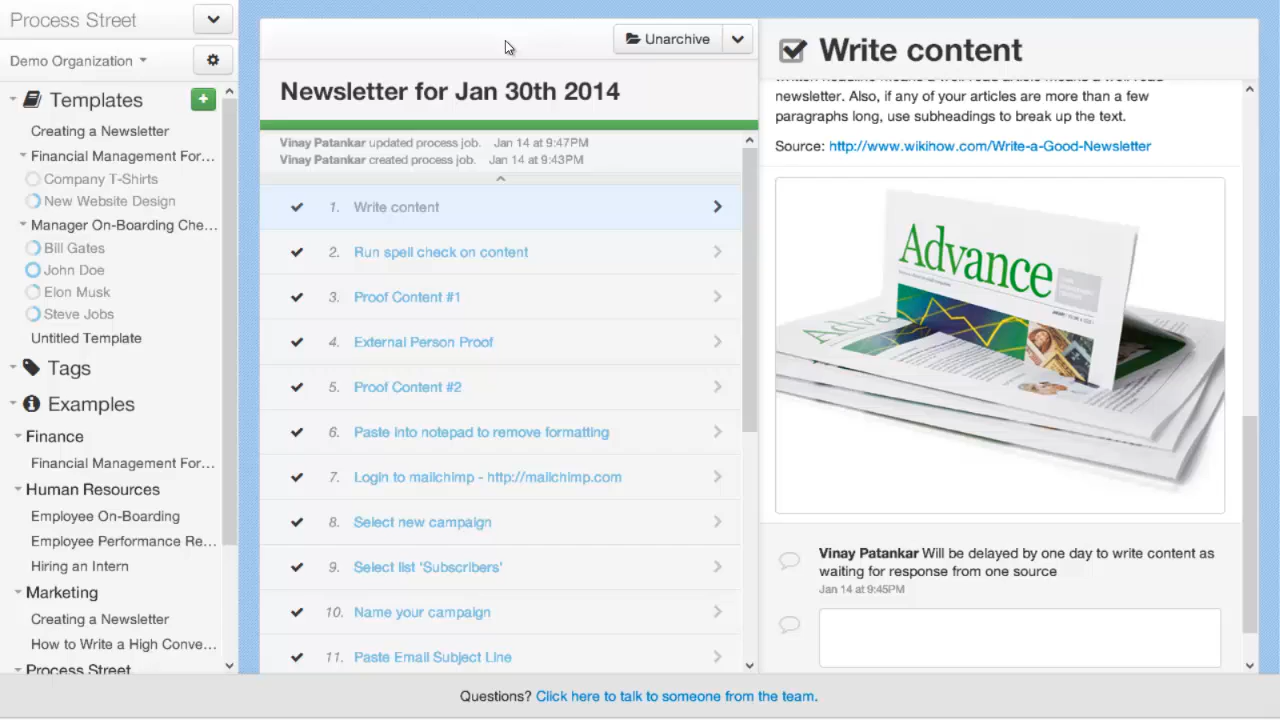 Process Street
Demo Organization
Templates
Creating a Newsletter
Financial Management For...
Company T-Shirts
New Website Design
Manager On-Boarding Che...
Bill Gates
John Doe
Elon Musk
Steve Jobs
Untitled Template
Tags
Examples
Finance
Financial Management For...
Human Resources
Employee On-Boarding
Employee Performance Re...
Hiring an Intern
Marketing
Creating a Newsletter
How to Write a High Conve...
Process Street
Unarchive
Newsletter for Jan 30th 2014
Vinay Patankar updated process job. Jan 14 at 9:47PM
Vinay Patankar created process job. Jan 14 at 9:43PM
1. Write content
2. Run spell check on content
3. Proof Content #1
4. External Person Proof
5. Proof Content #2
6. Paste into notepad to remove formatting
7. Login to mailchimp - http://mailchimp.com
8. Select new campaign
9. Select list 'Subscribers'
10. Name your campaign
11. Paste Email Subject Line
Write content
written headline means a well read article means a well read
newsletter. Also, if any of your articles are more than a few
paragraphs long, use subheadings to break up the text.
Source: http://www.wikihow.com/Write-a-Good-Newsletter
Advance
Vinay Patankar Will be delayed by one day to write content as
waiting for response from one source
Jan 14 at 9:45PM
Questions? Click here to talk to someone from the team.